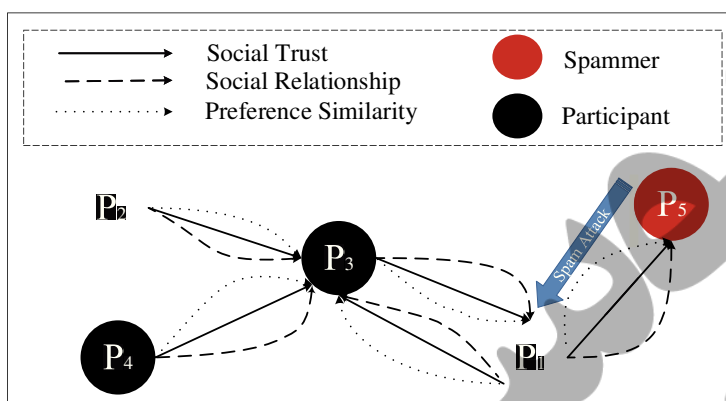 Social Trust
Social Relationship
Preference Similarity
Spammer
Participant
P2
P3
P4
P1
P5
Spam Attack